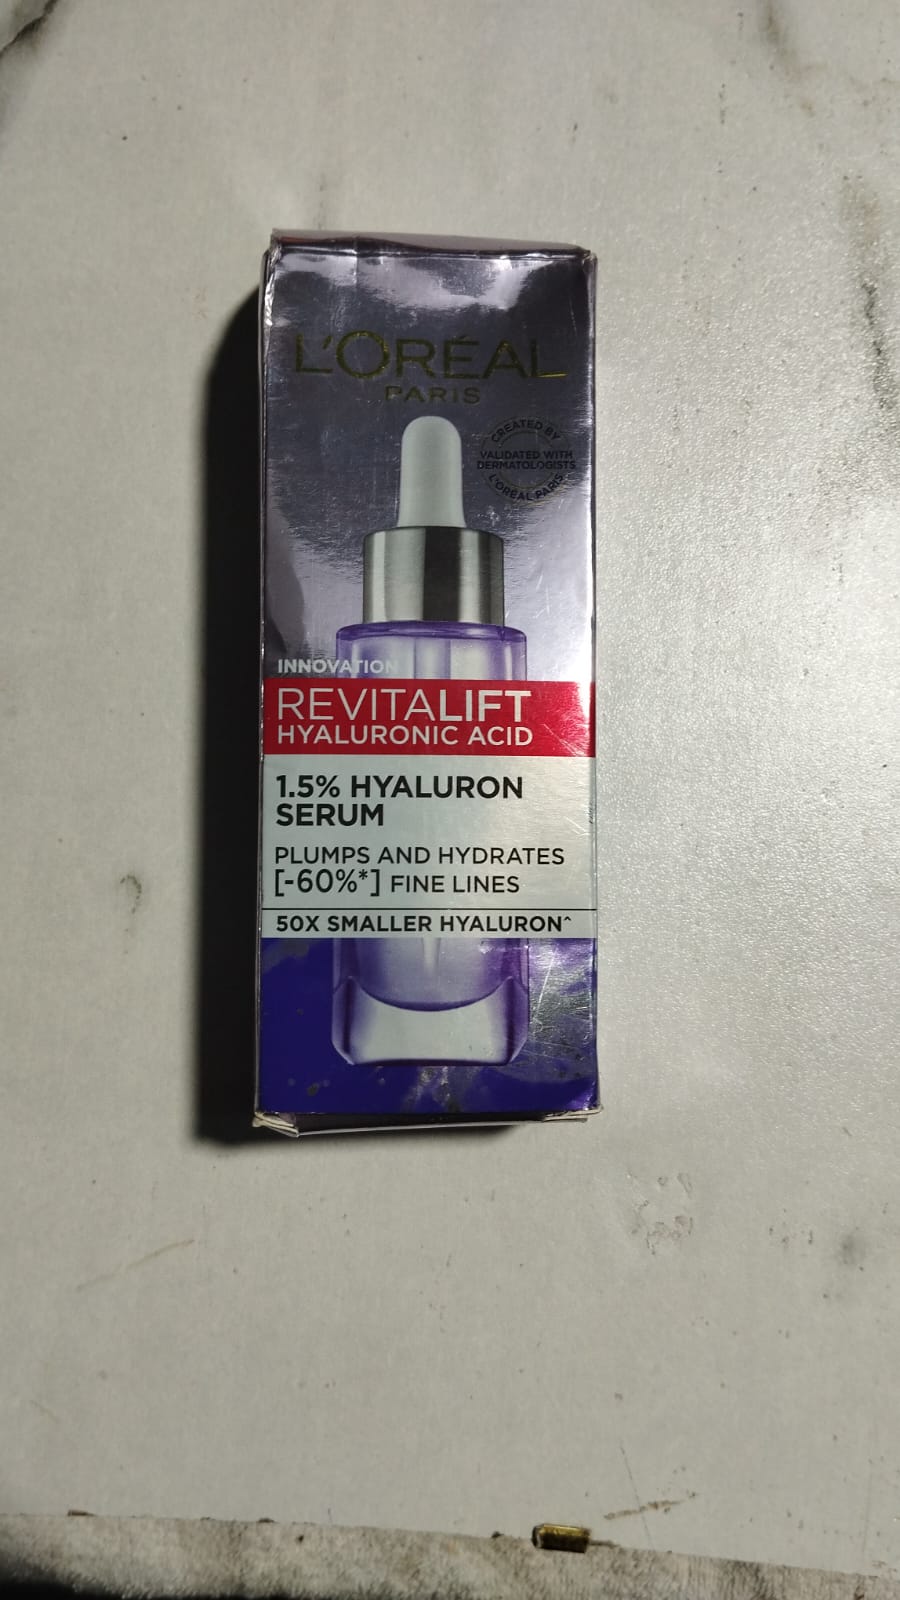 L'ORÉAL
PARIS
CREATED BY
VALIDATED WITH
DERMATOLOGISTS
L'ORÉAL PARIS
INNOVATION
REVITALIFT
HYALURONIC ACID
1.5% HYALURON
SERUM
PLUMPS AND HYDRATES
[-60%*] FINE LINES
50X SMALLER HYALURON^